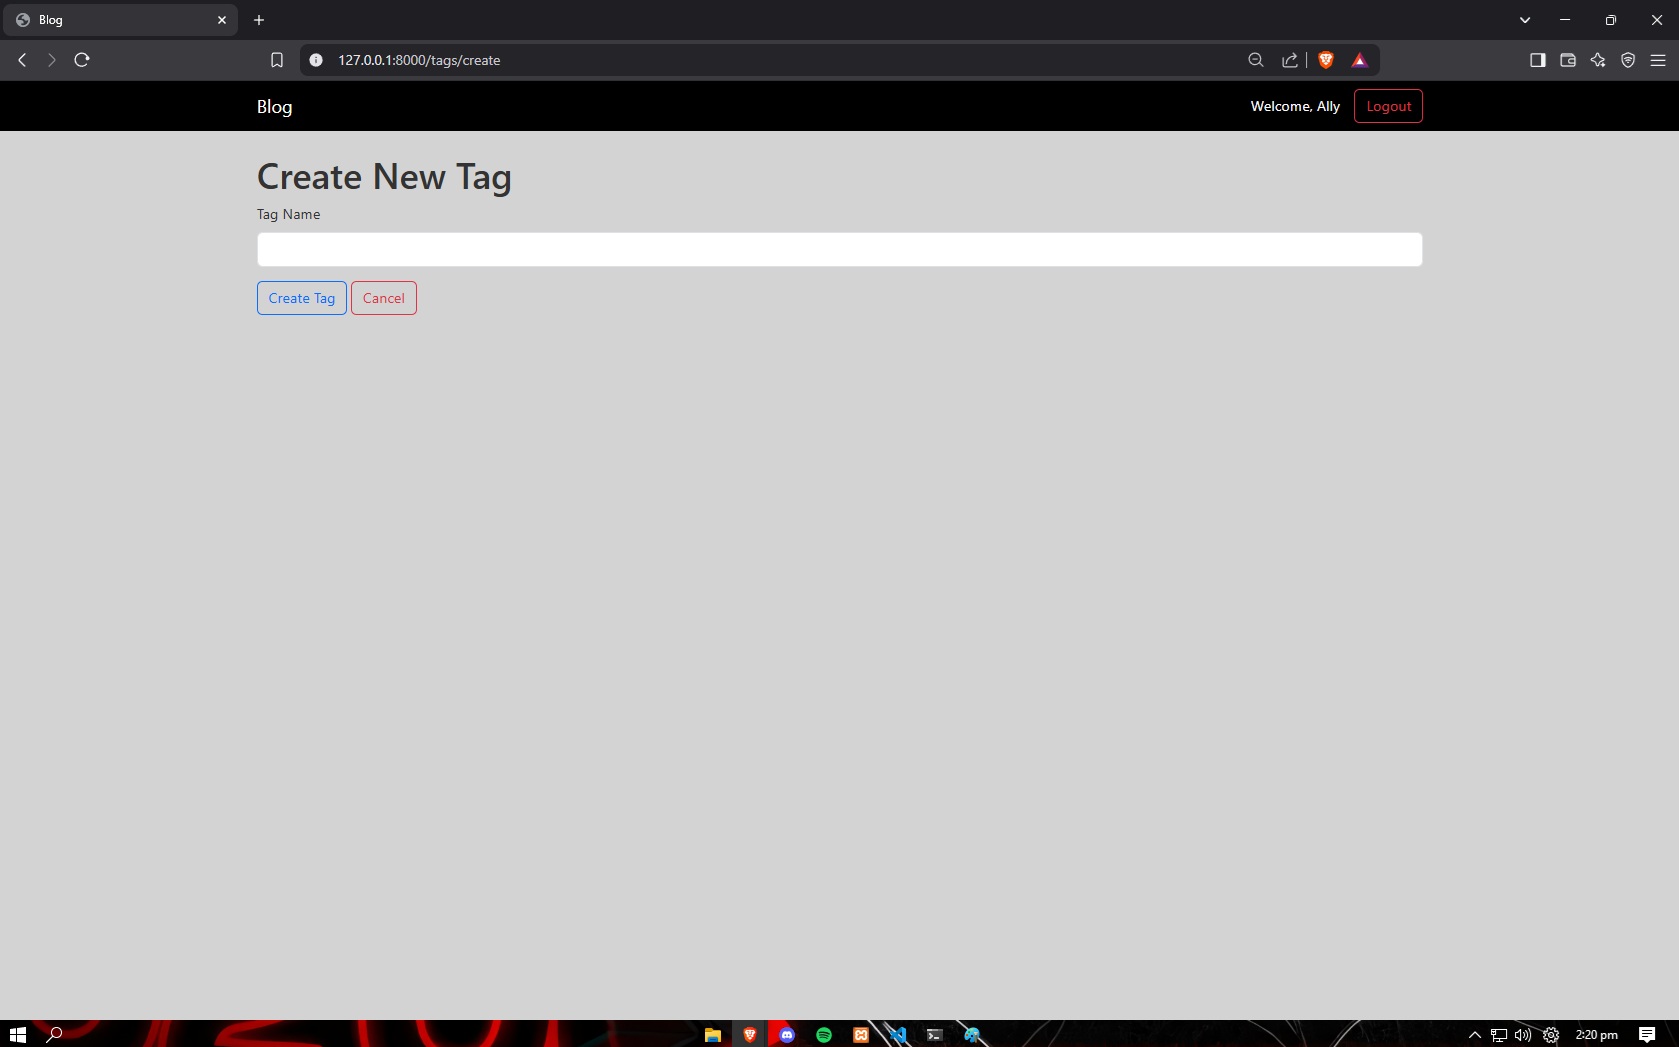 Blog
127.0.0.1:8000/tags/create
Blog
Welcome, Ally
Logout
Create New Tag
Tag Name
Create Tag
Cancel
2:20 pm